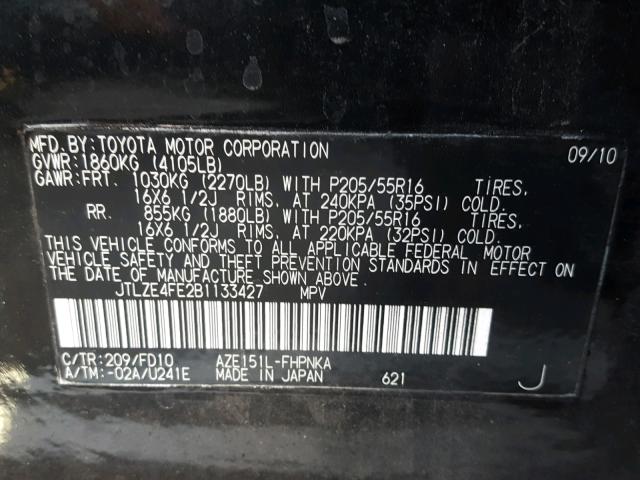 MFD. BY: TOYOTA MOTOR CORPORATION 09/10
GVWR: 1860KG (4105LB)
GAWR: FRT. 1030KG (2270LB) WITH P205/55R16 TIRES,
16X6 1/2J RIMS, AT 240KPA (35PSI) COLD.
RR. 855KG (1880LB) WITH P205/55R16 TIRES,
16X6 1/2J RIMS, AT 220KPA (32PSI) COLD.
THIS VEHICLE CONFORMS TO ALL APPLICABLE FEDERAL MOTOR
VEHICLE SAFETY AND THEFT PREVENTION STANDARDS IN EFFECT ON
THE DATE OF MANUFACTURE SHOWN ABOVE.
JTLZE4FE2B1133427 MPV
C/TR: 209/FD10 AZE151L-FHPNKA
A/TM: -02A/U241E MADE IN JAPAN 621 J